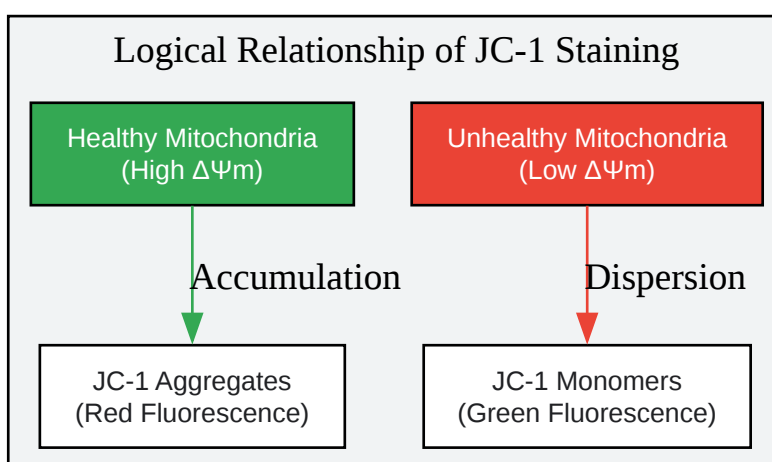 Logical Relationship of JC-1 Staining
Healthy Mitochondria
(High ΔΨm)
Unhealthy Mitochondria
(Low ΔΨm)
Accumulation
Dispersion
JC-1 Aggregates
(Red Fluorescence)
JC-1 Monomers
(Green Fluorescence)